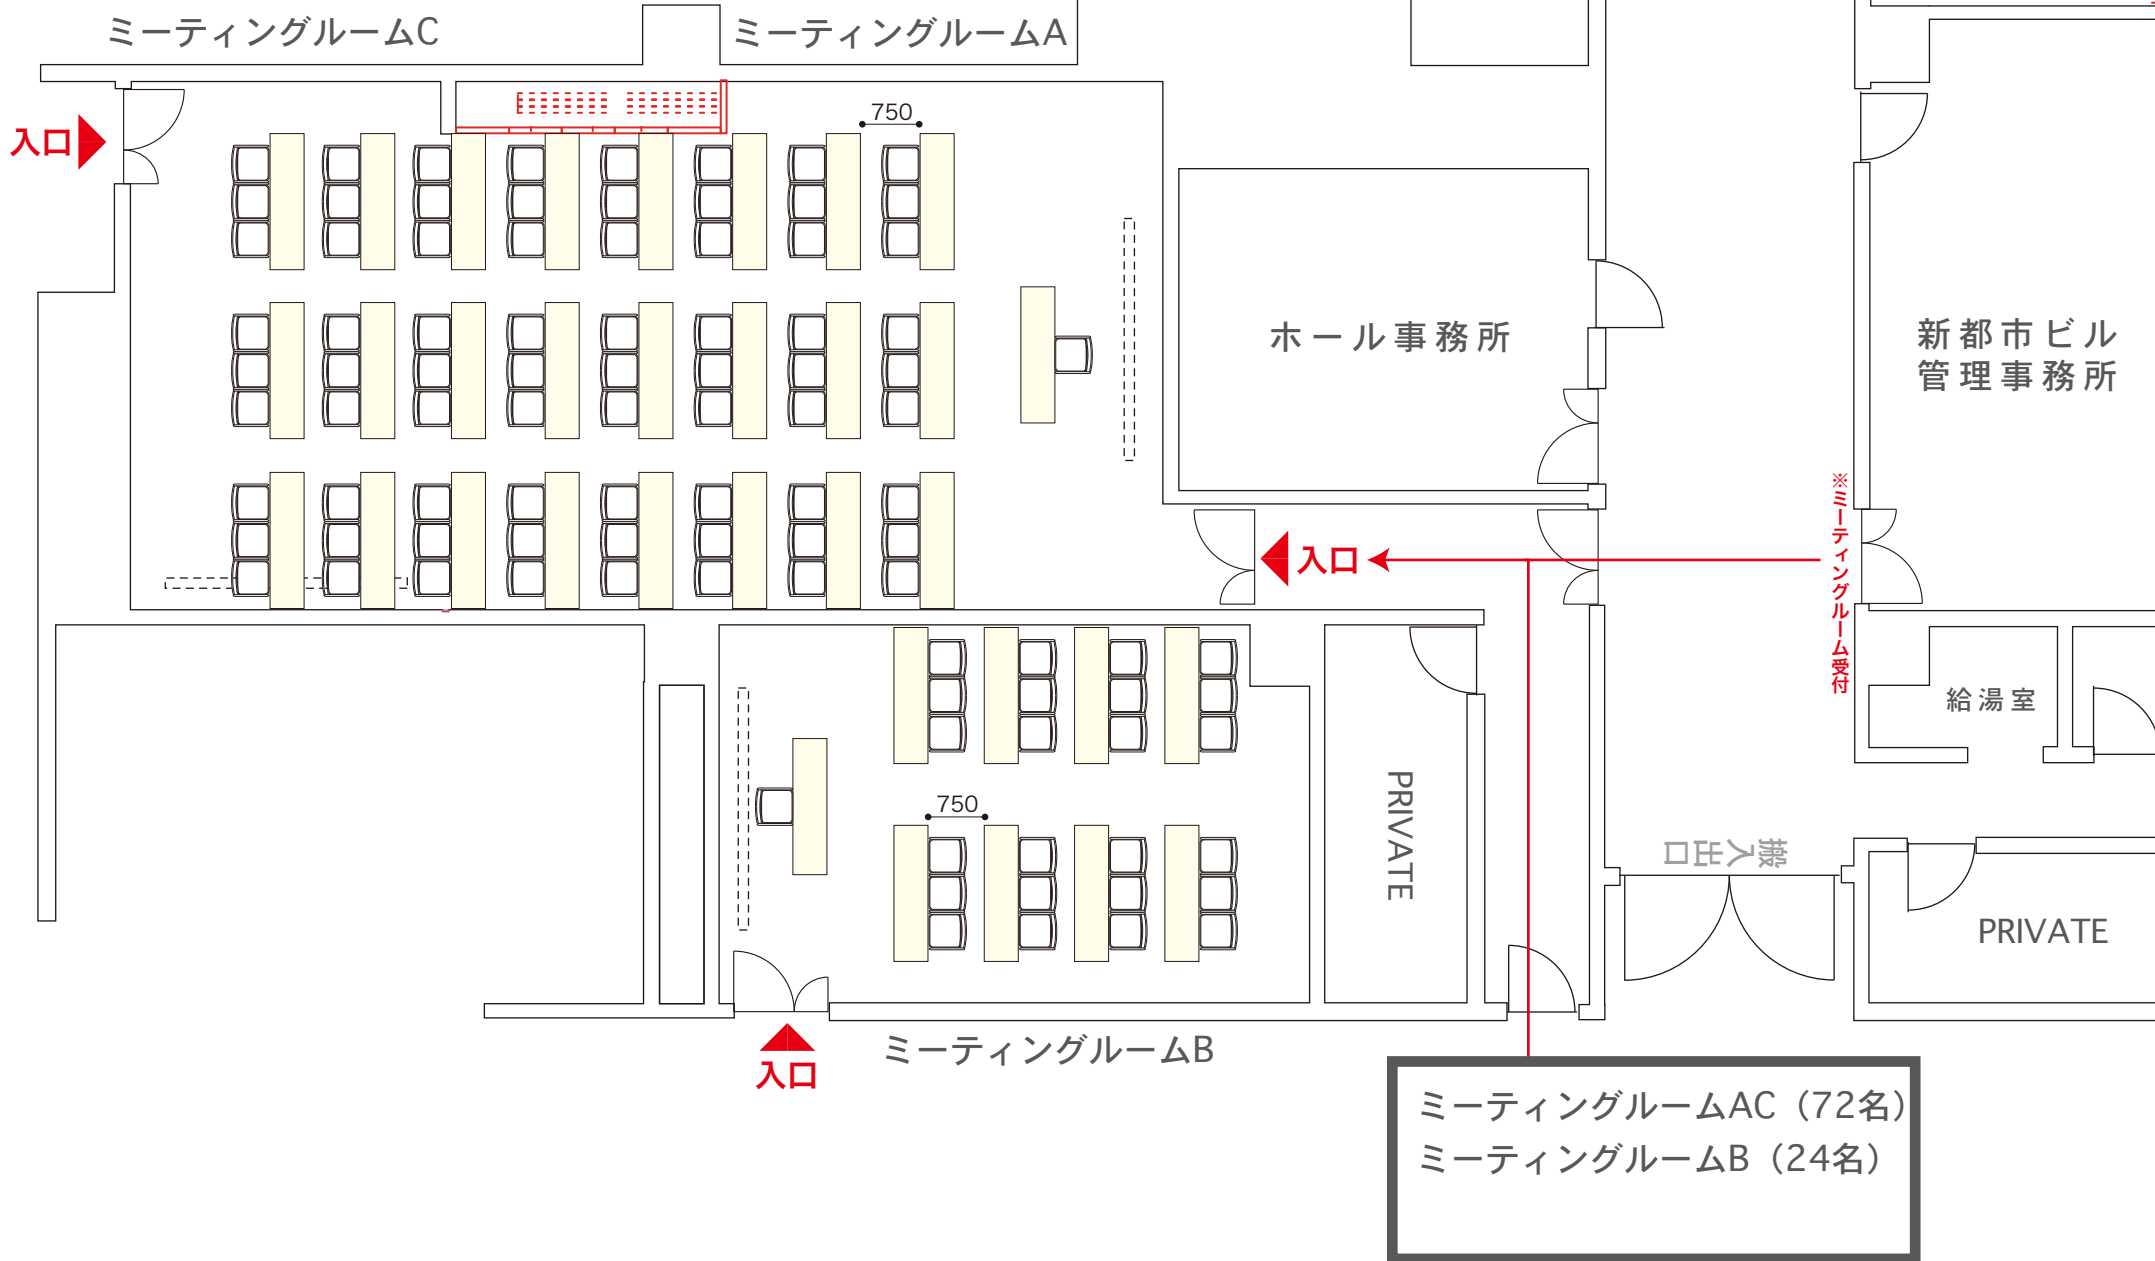 ミーティングルームC
ミーティングルームA
入口
750
ホール事務所
新都市ビル
管理事務所
入口
※ミーティングルーム受付
給湯室
750
PRIVATE
搬入出口
PRIVATE
ミーティングルームB
入口
ミーティングルームAC（72名）
ミーティングルームB（24名）